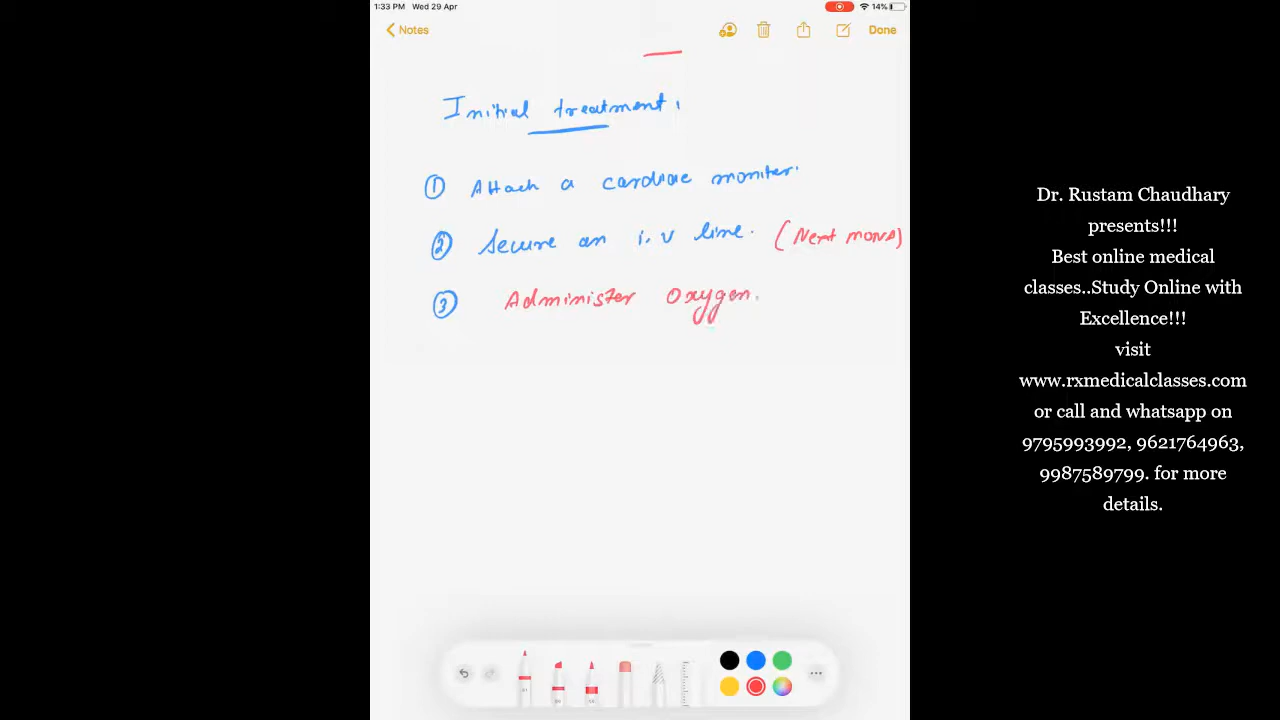 1:33 PM Wed 29 Apr
14%
Notes
Done
Initial treatment.
① Attach a cardiac moniter.
② Secure an i.v line. (Next move)
③ Administer Oxygen.
Dr. Rustam Chaudhary
presents!!!
Best online medical
classes..Study Online with
Excellence!!!
visit
www.rxmedicalclasses.com
or call and whatsapp on
9795993992, 9621764963,
9987589799. for more
details.